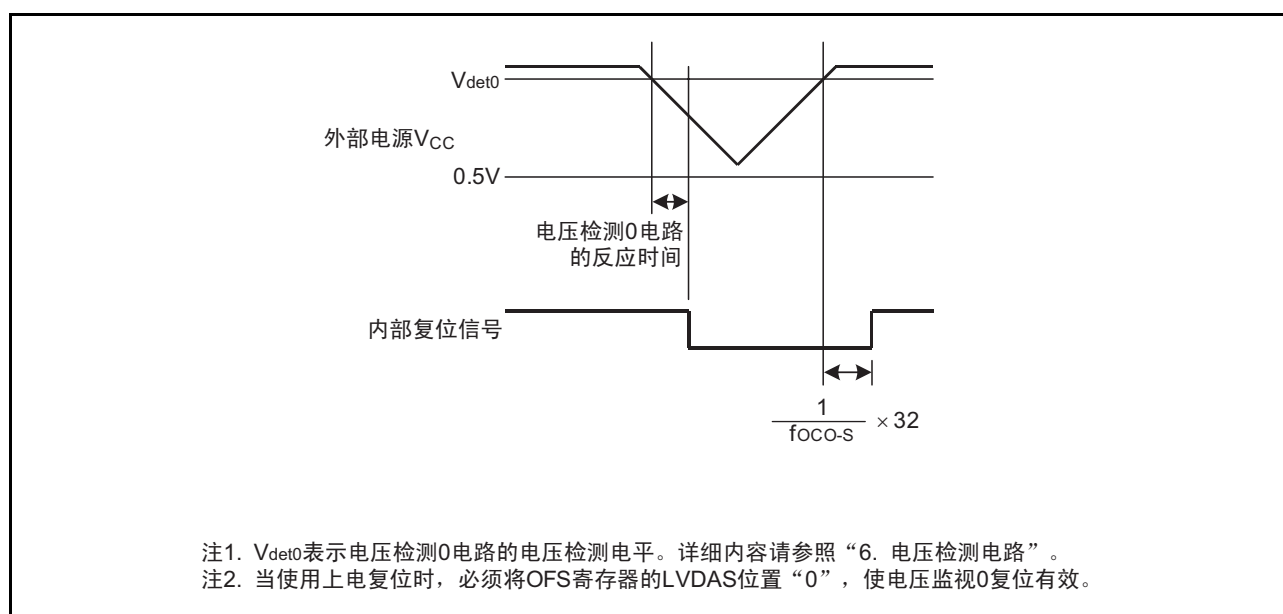 Vdet0
外部电源VCC
0.5V
电压检测0电路
的反应时间
内部复位信号
1
fOCO-S
× 32
注1. Vdet0表示电压检测0电路的电压检测电平。详细内容请参照“6. 电压检测电路”。
注2. 当使用上电复位时，必须将OFS寄存器的LVDAS位置“0”，使电压监视0复位有效。